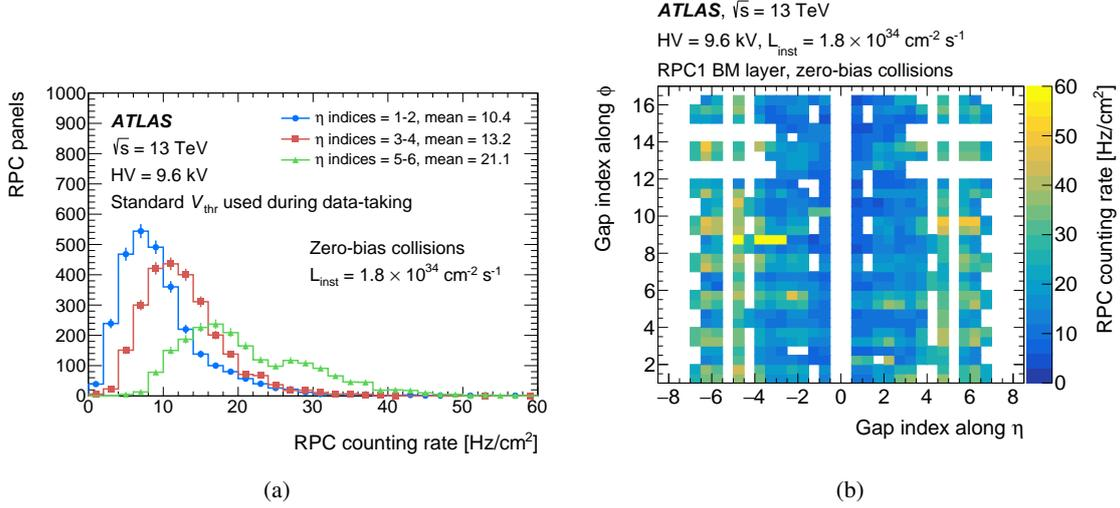 ATLAS
√s = 13 TeV
HV = 9.6 kV
Standard Vthr used during data-taking
η indices = 1-2, mean = 10.4
η indices = 3-4, mean = 13.2
η indices = 5-6, mean = 21.1
Zero-bias collisions
Linst = 1.8 × 10^34 cm^-2 s^-1
RPC panels
1000
900
800
700
600
500
400
300
200
100
0
0 10 20 30 40 50 60
RPC counting rate [Hz/cm^2]
(a)
ATLAS, √s = 13 TeV
HV = 9.6 kV, Linst = 1.8 × 10^34 cm^-2 s^-1
RPC1 BM layer, zero-bias collisions
Gap index along ϕ
16
14
12
10
8
6
4
2
−8 −6 −4 −2 0 2 4 6 8
Gap index along η
60
50
40
30
20
10
0
RPC counting rate [Hz/cm^2]
(b)